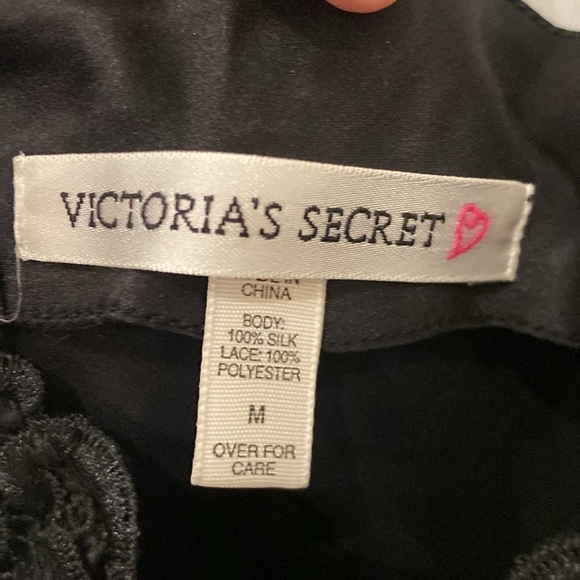 VICTORIA'S SECRET
CHINA
BODY:
100% SILK
LACE: 100%
POLYESTER
M
OVER FOR
CARE